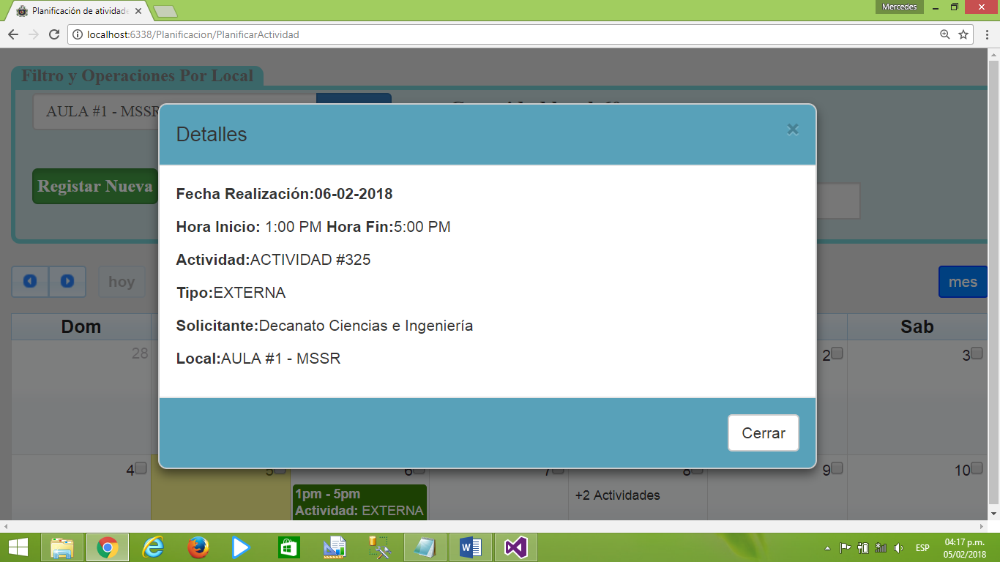 Planificación de atividade
Mercedes
localhost:6338/Planificacion/PlanificarActividad
Filtro y Operaciones Por Local
AULA #1 - MSSR
Registar Nueva
Detalles
×
Fecha Realización:06-02-2018
Hora Inicio: 1:00 PM Hora Fin:5:00 PM
Actividad:ACTIVIDAD #325
Tipo:EXTERNA
Solicitante:Decanato Ciencias e Ingeniería
Local:AULA #1 - MSSR
Cerrar
hoy
mes
Dom
Sab
28
2
3
4
5
6
7
8
9
10
1pm - 5pm
Actividad: EXTERNA
+2 Actividades
ESP
04:17 p.m.
05/02/2018